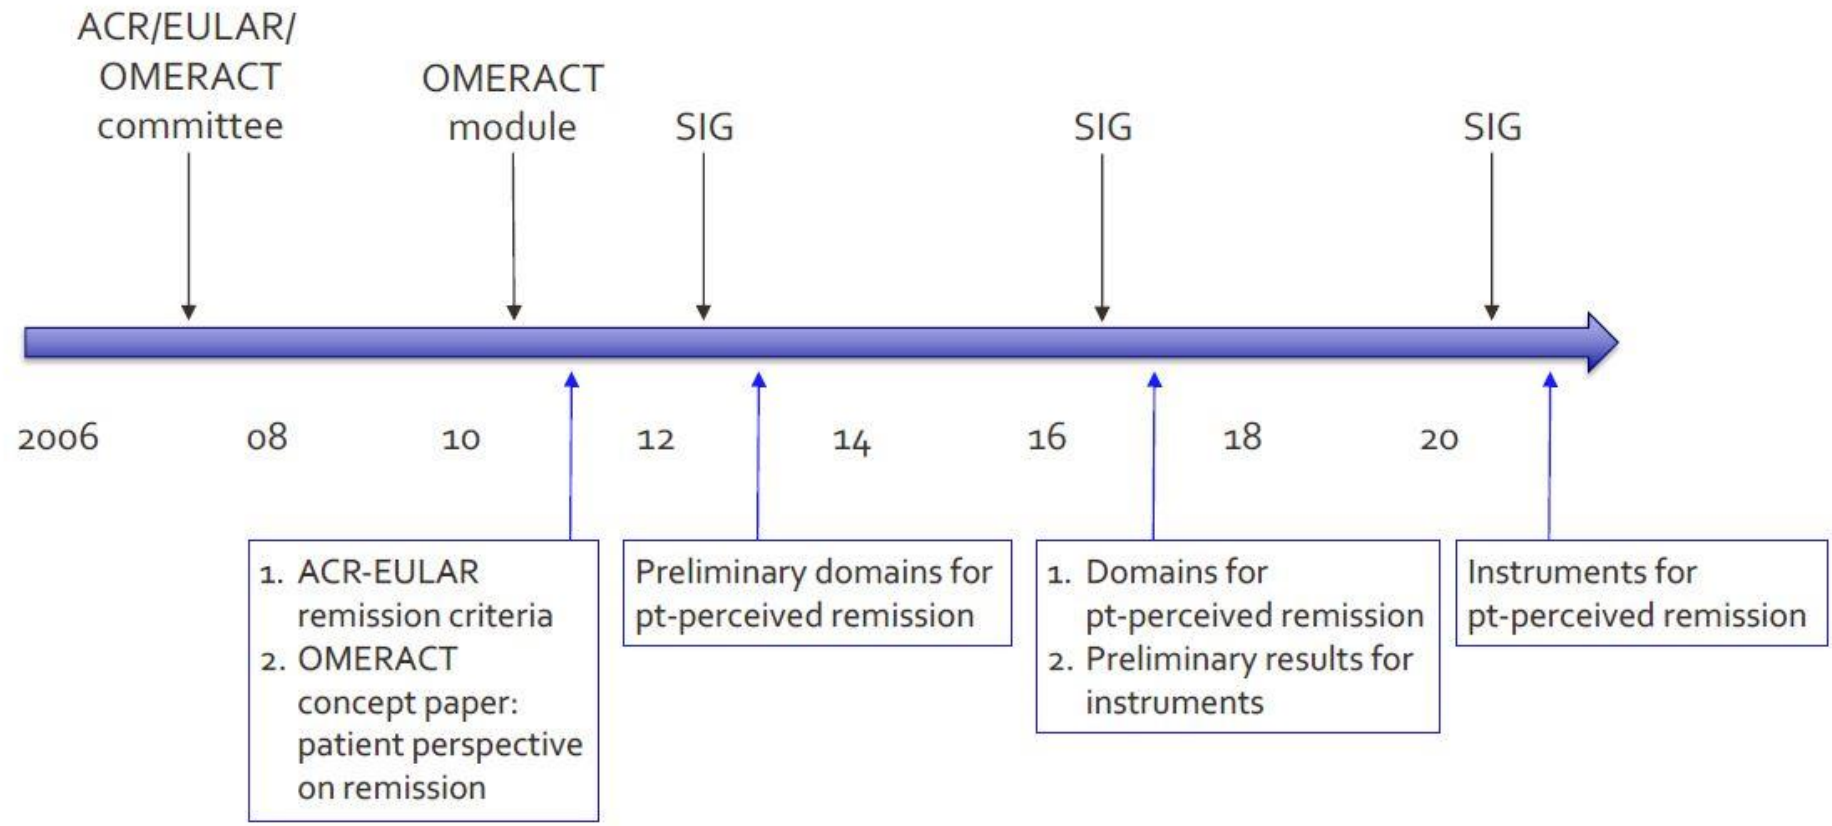 ACR/EULAR/
OMERACT
committee
OMERACT
module
SIG
SIG
SIG
2006 08 10 12 14 16 18 20
1. ACR-EULAR
remission criteria
2. OMERACT
concept paper:
patient perspective
on remission
Preliminary domains for
pt-perceived remission
1. Domains for
pt-perceived remission
2. Preliminary results for
instruments
Instruments for
pt-perceived remission